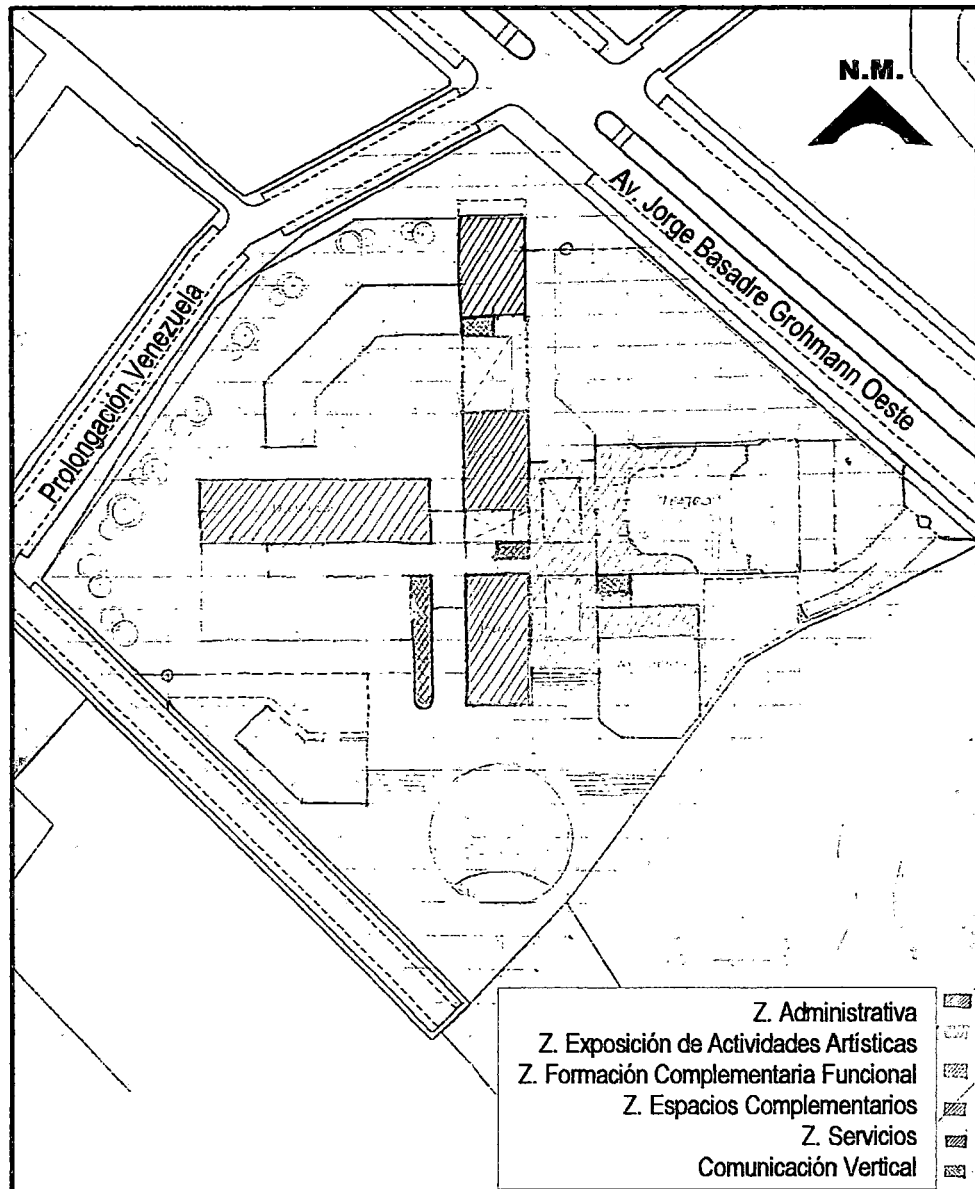 N.M.
Av. Jorge Basadre Grohmann Oeste
Prolongación Venezuela
Z. Administrativa
Z. Exposición de Actividades Artísticas
Z. Formación Complementaria Funcional
Z. Espacios Complementarios
Z. Servicios
Comunicación Vertical